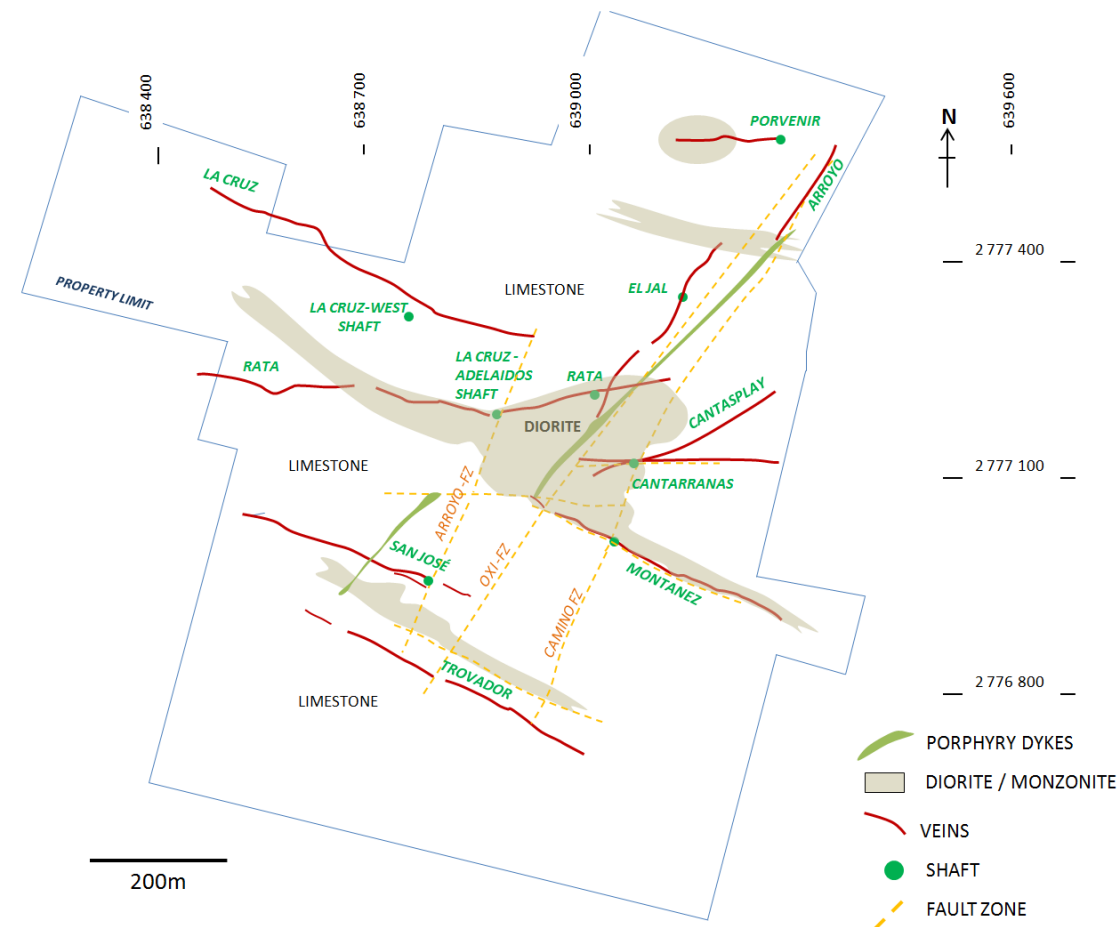 638 400
638 700
639 000
639 600
N
PORVENIR
ARROYO
LA CRUZ
2 777 400
PROPERTY LIMIT
LIMESTONE
EL JAL
LA CRUZ-WEST
SHAFT
LA CRUZ -
ADELAIDOS
SHAFT
RATA
RATA
CANTASPLAY
DIORITE
LIMESTONE
2 777 100
CANTARRANAS
ARROYO -FZ
SAN JOSÉ
OXI -FZ
MONTANEZ
CAMINO FZ
TROVADOR
2 776 800
LIMESTONE
PORPHYRY DYKES
DIORITE / MONZONITE
VEINS
SHAFT
FAULT ZONE
200m